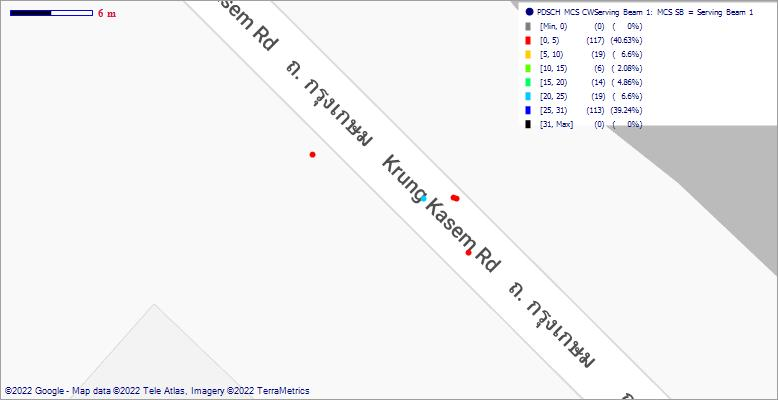 6 m
PDSCH MCS CWServing Beam 1: MCS SB = Serving Beam 1
[Min, 0) (0) ( 0%)
[0, 5) (117) (40.63%)
[5, 10) (19) ( 6.6%)
[10, 15) (6) ( 2.08%)
[15, 20) (14) ( 4.86%)
[20, 25) (19) ( 6.6%)
[25, 31) (113) (39.24%)
[31, Max] (0) ( 0%)
sem Rd
ถ. กรุงเกษม
Krung Kasem Rd
ถ. กรุงเกษม
©2022 Google - Map data ©2022 Tele Atlas, Imagery ©2022 TerraMetrics